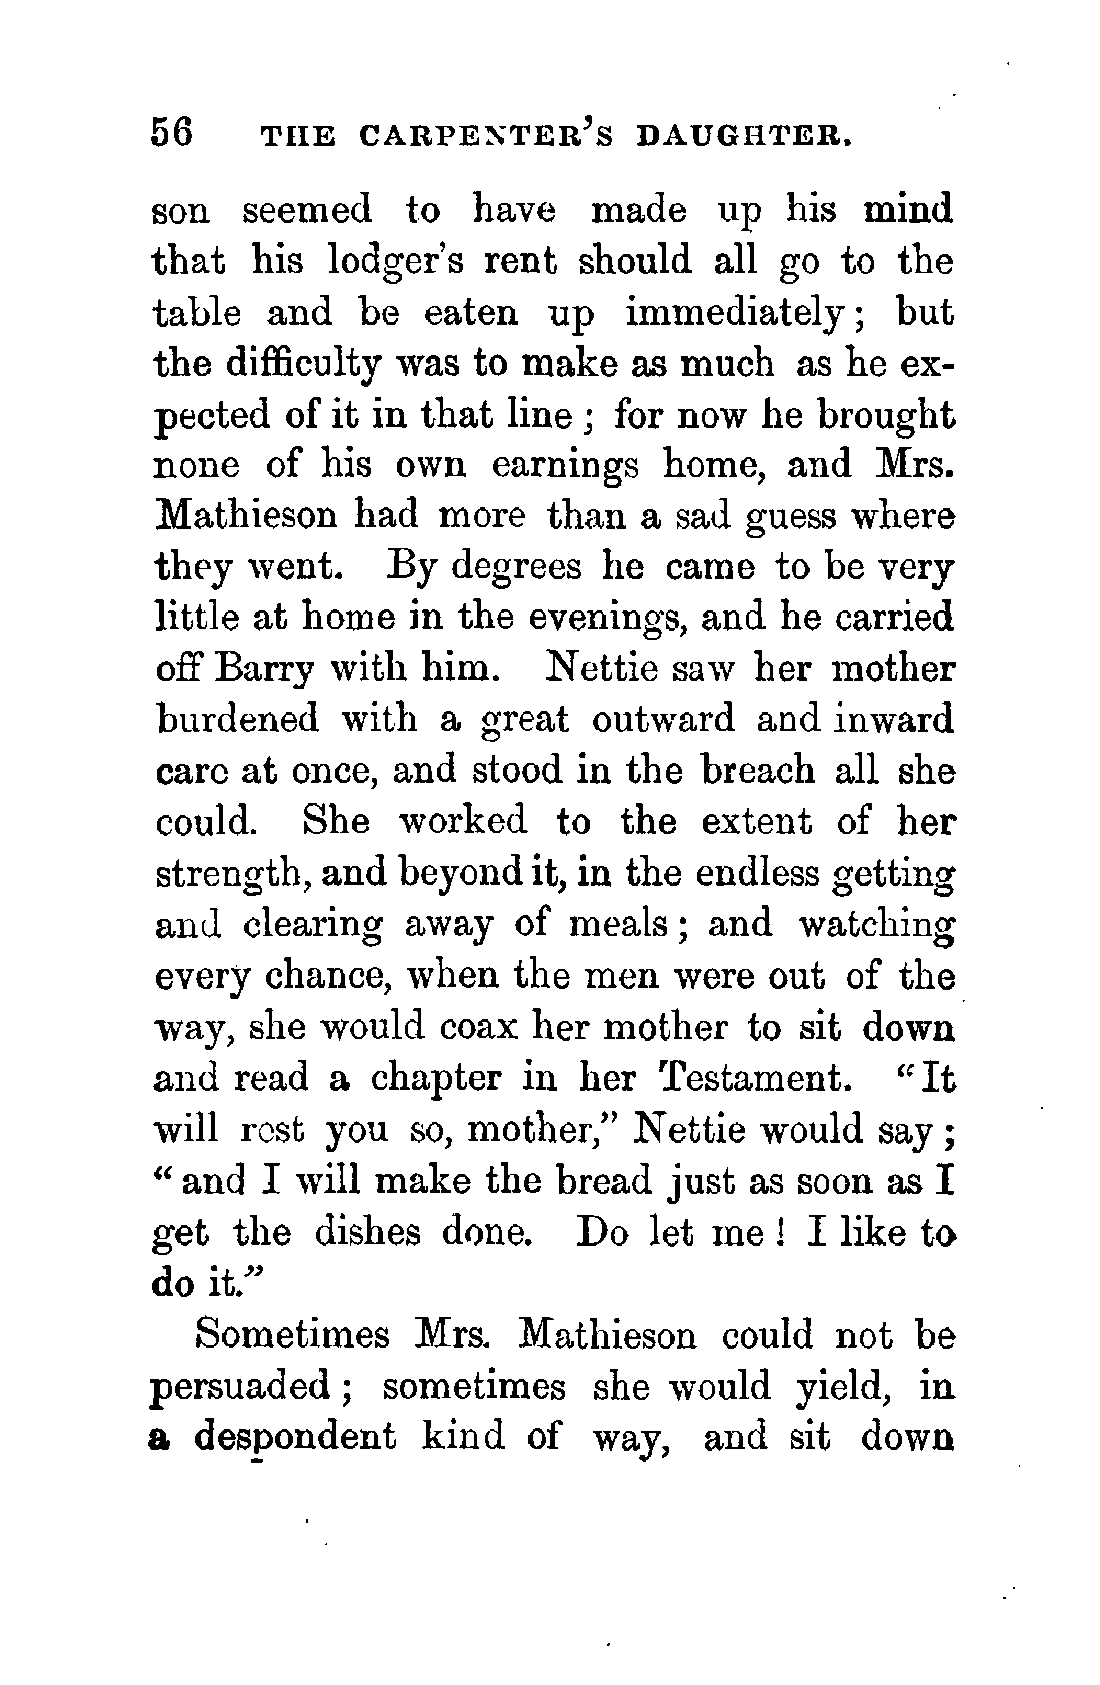 56 THE CARPENTER'S DAUGHTER.
son seemed to have made up his mind
that his lodger's rent should all go to the
table and be eaten up immediately; but
the difficulty was to make as much as he ex-
pected of it in that line; for now he brought
none of his own earnings home, and Mrs.
Mathieson had more than a sad guess where
they went. By degrees he came to be very
little at home in the evenings, and he carried
off Barry with him. Nettie saw her mother
burdened with a great outward and inward
care at once, and stood in the breach all she
could. She worked to the extent of her
strength, and beyond it, in the endless getting
and clearing away of meals; and watching
every chance, when the men were out of the
way, she would coax her mother to sit down
and read a chapter in her Testament. "It
will rest you so, mother," Nettie would say;
"and I will make the bread just as soon as I
get the dishes done. Do let me! I like to
do it."
Sometimes Mrs. Mathieson could not be
persuaded; sometimes she would yield, in
a despondent kind of way, and sit down